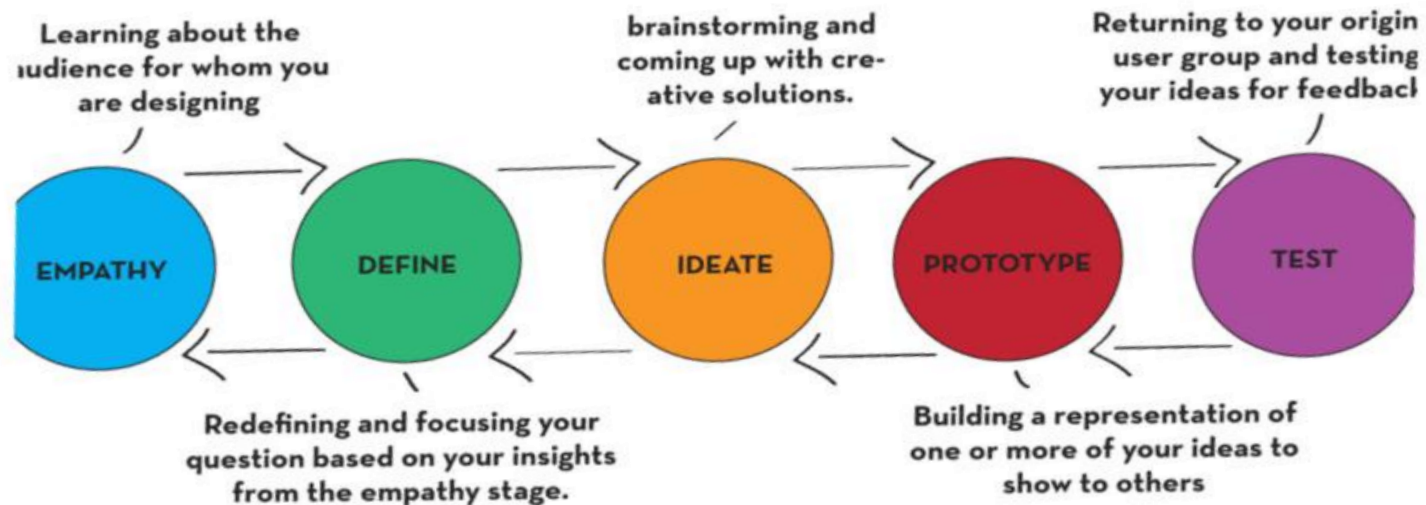 Learning about the
udience for whom you
are designing
brainstorming and
coming up with cre-
ative solutions.
Returning to your origin
user group and testing
your ideas for feedback
EMPATHY
DEFINE
IDEATE
PROTOTYPE
TEST
Redefining and focusing your
question based on your insights
from the empathy stage.
Building a representation of
one or more of your ideas to
show to others